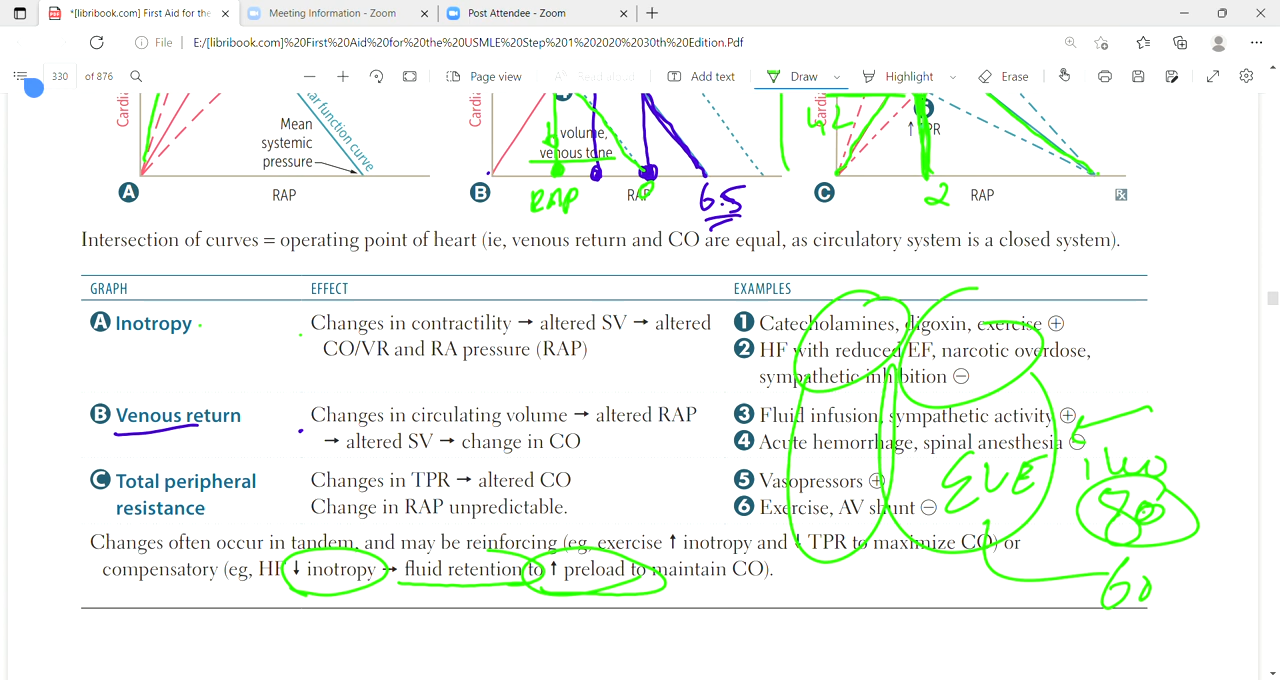 *[libribook.com] First Aid for the
Meeting Information - Zoom
Post Attendee - Zoom
File
E:/[libribook.com]%20First%20Aid%20for%20the%20USMLE%20Step%201%202020%2030th%20Edition.Pdf
330 of 876
Page view
Read aloud
Add text
Draw
Highlight
Erase
Mean
systemic
pressure
volume,
venous tone
42
A
RAP
B
RAP
6.5
C
2
RAP
Rx
Intersection of curves = operating point of heart (ie, venous return and CO are equal, as circulatory system is a closed system).
GRAPH EFFECT EXAMPLES
A Inotropy Changes in contractility → altered SV → altered 1 Catecholamines, digoxin, exercise ⊕
CO/VR and RA pressure (RAP) 2 HF with reduced EF, narcotic overdose,
sympathetic inhibition ⊖
B Venous return Changes in circulating volume → altered RAP 3 Fluid infusion, sympathetic activity ⊕
→ altered SV → change in CO 4 Acute hemorrhage, spinal anesthesia ⊖
C Total peripheral Changes in TPR → altered CO 5 Vasopressors ⊕
resistance Change in RAP unpredictable. 6 Exercise, AV shunt ⊖
80
Changes often occur in tandem, and may be reinforcing (eg, exercise ↑ inotropy and ↓ TPR to maximize CO) or
compensatory (eg, HF ↓ inotropy → fluid retention to ↑ preload to maintain CO).
60